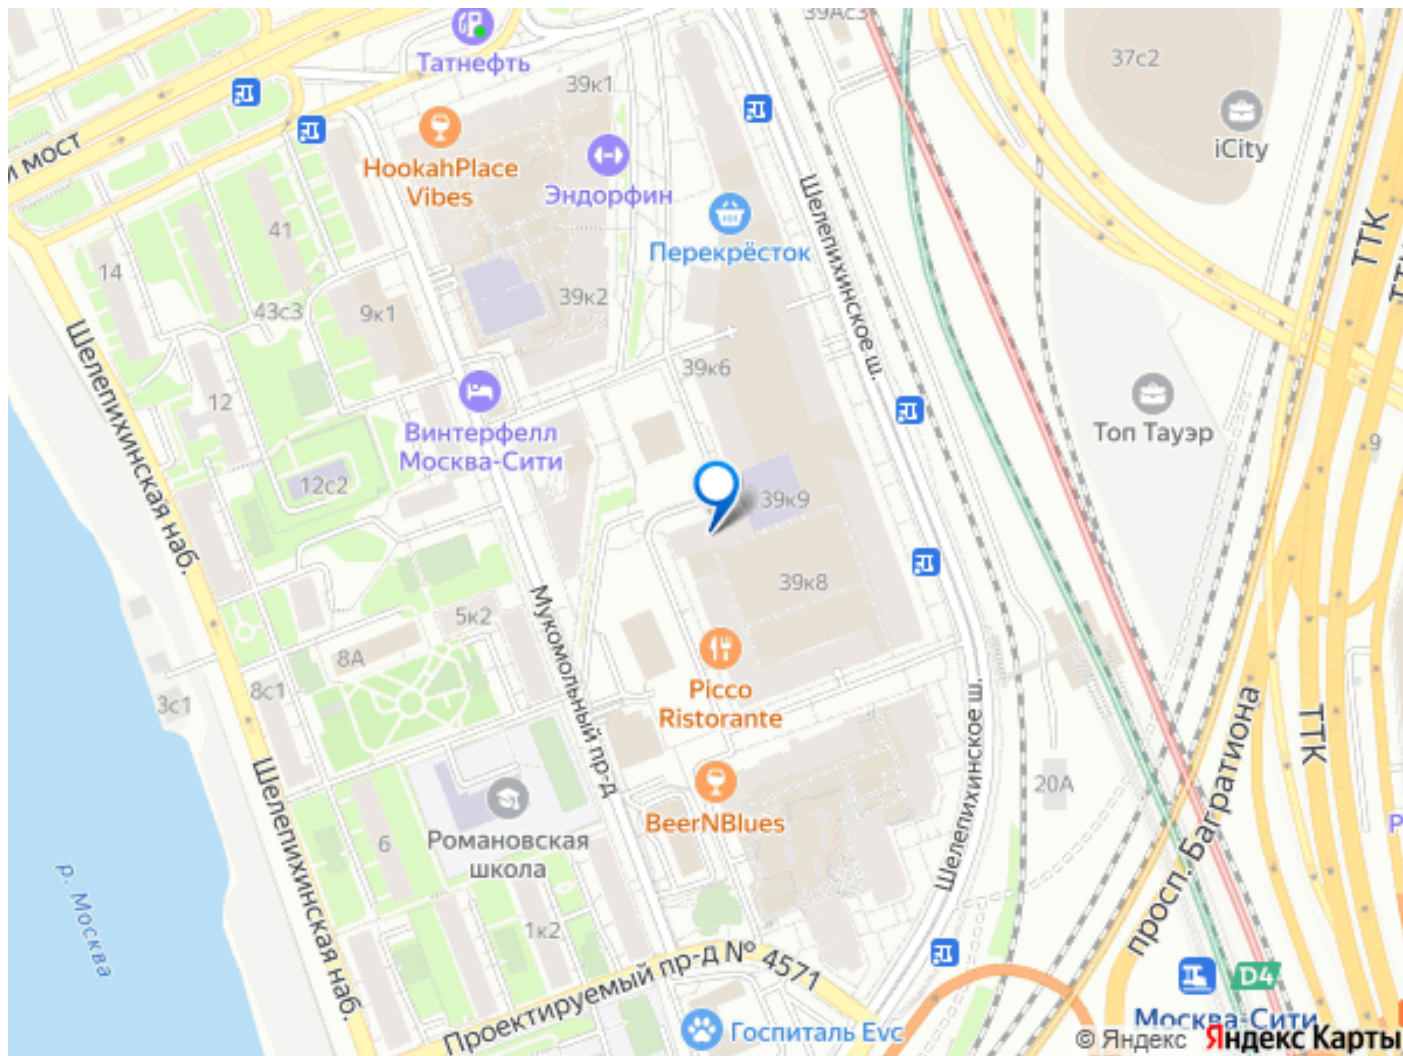 39Ас3
Татнефть
37с2
39к1
HookahPlace
Vibes
Эндорфин
iCity
й мост
Шелепихинское ш.
ТТК
Перекрёсток
41
14
43с3
9к1
39к2
Шелепихинская наб.
39к6
12
Винтерфелл
Москва-Сити
Топ Тауэр
9
12с2
39к9
39к8
Мукомольный пр-д
5к2
8А
8с1
3с1
Picco
Ristorante
Шелепихинское ш.
просп. Багратиона
ТТК
20А
BeerNBlues
Шелепихинская наб.
Романовская
школа
6
р. Москва
1к2
Проектируемый пр-д № 4571
D4
Москва-Сити
Госпиталь Evc
© Яндекс Яндекс Карты